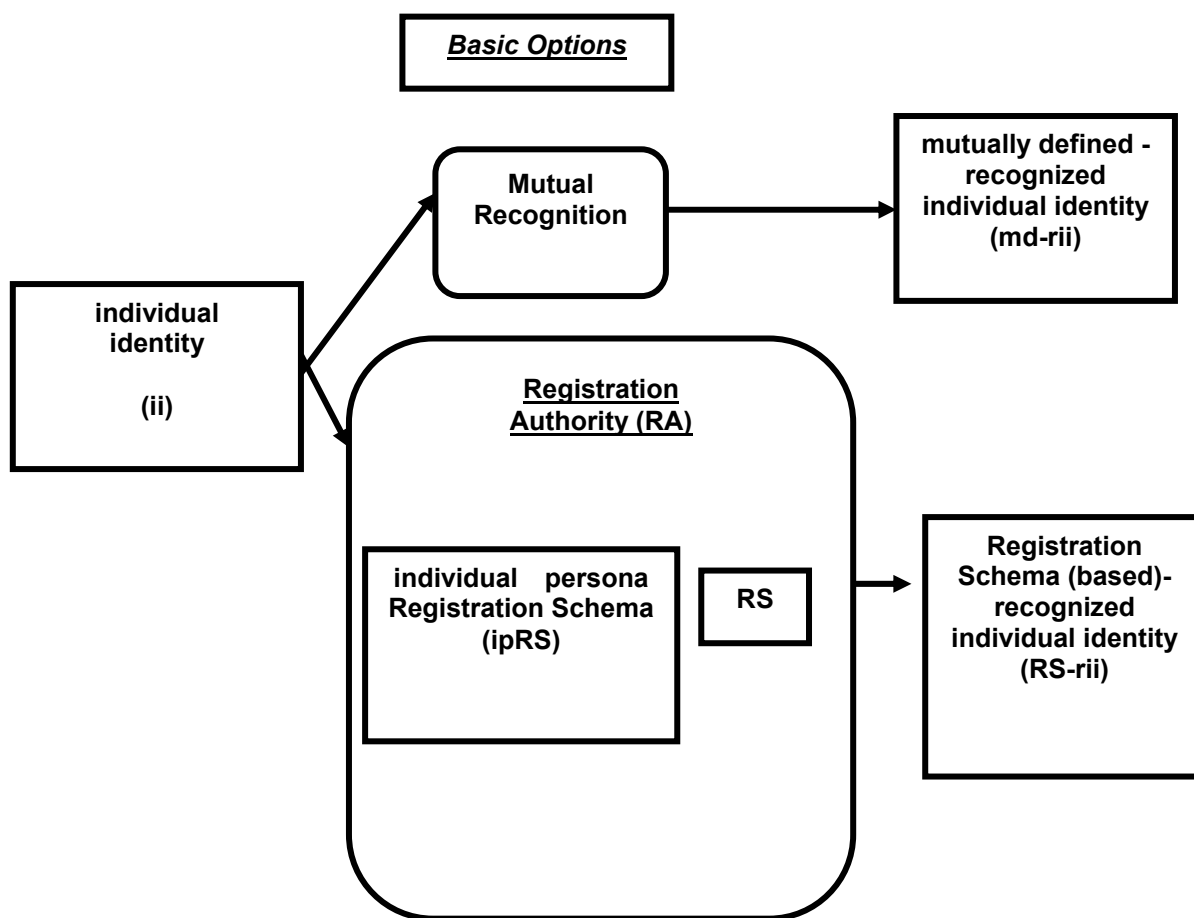 Basic Options
Mutual
Recognition
mutually defined -
recognized
individual identity
(md-rii)
individual
identity
(ii)
Registration
Authority (RA)
individual persona
Registration Schema
(ipRS)
RS
Registration
Schema (based)-
recognized
individual identity
(RS-rii)